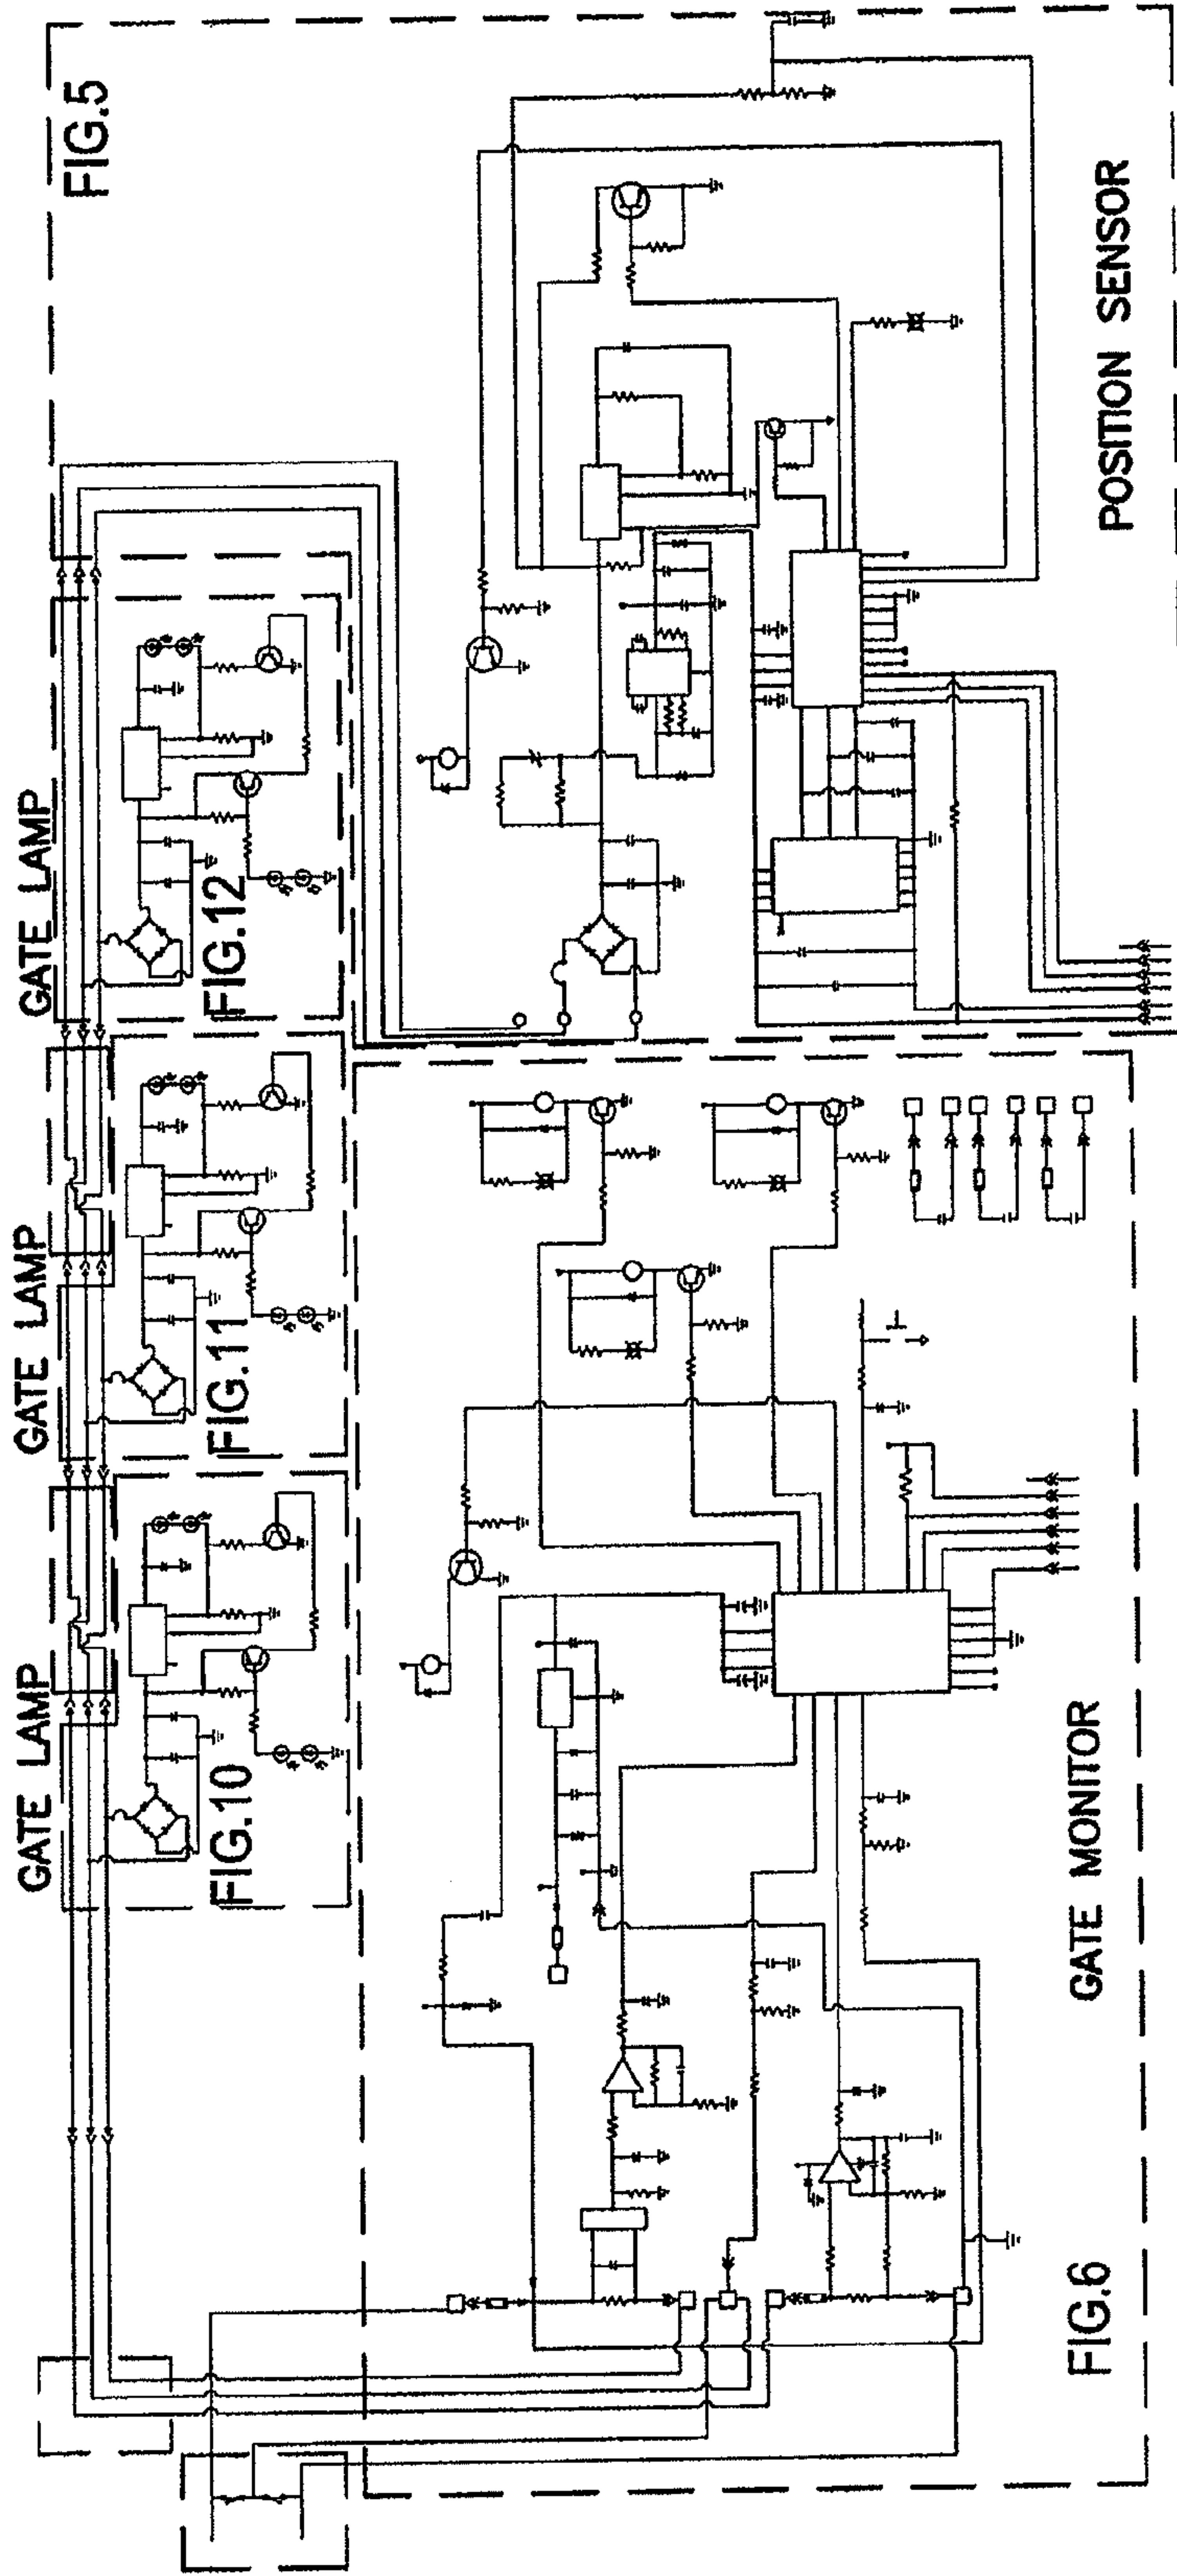 FIG.5
GATE LAMP
FIG.12
POSITION SENSOR
GATE LAMP
FIG.11
GATE LAMP
FIG.10
GATE MONITOR
FIG.6